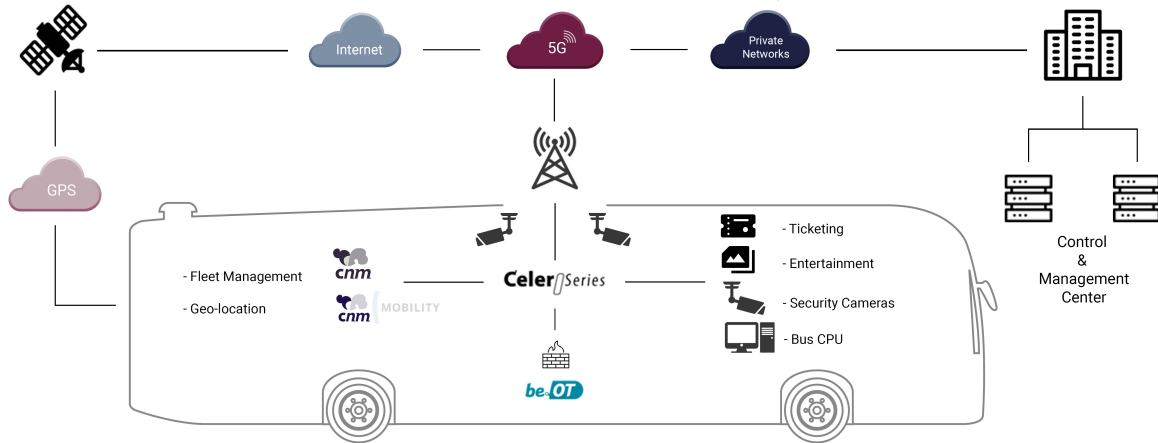 Internet
5G
Private
Networks
GPS
- Fleet Management
cnm
- Geo-location
cnm MOBILITY
Celer Series
be OT
- Ticketing
- Entertainment
- Security Cameras
- Bus CPU
Control
&
Management
Center